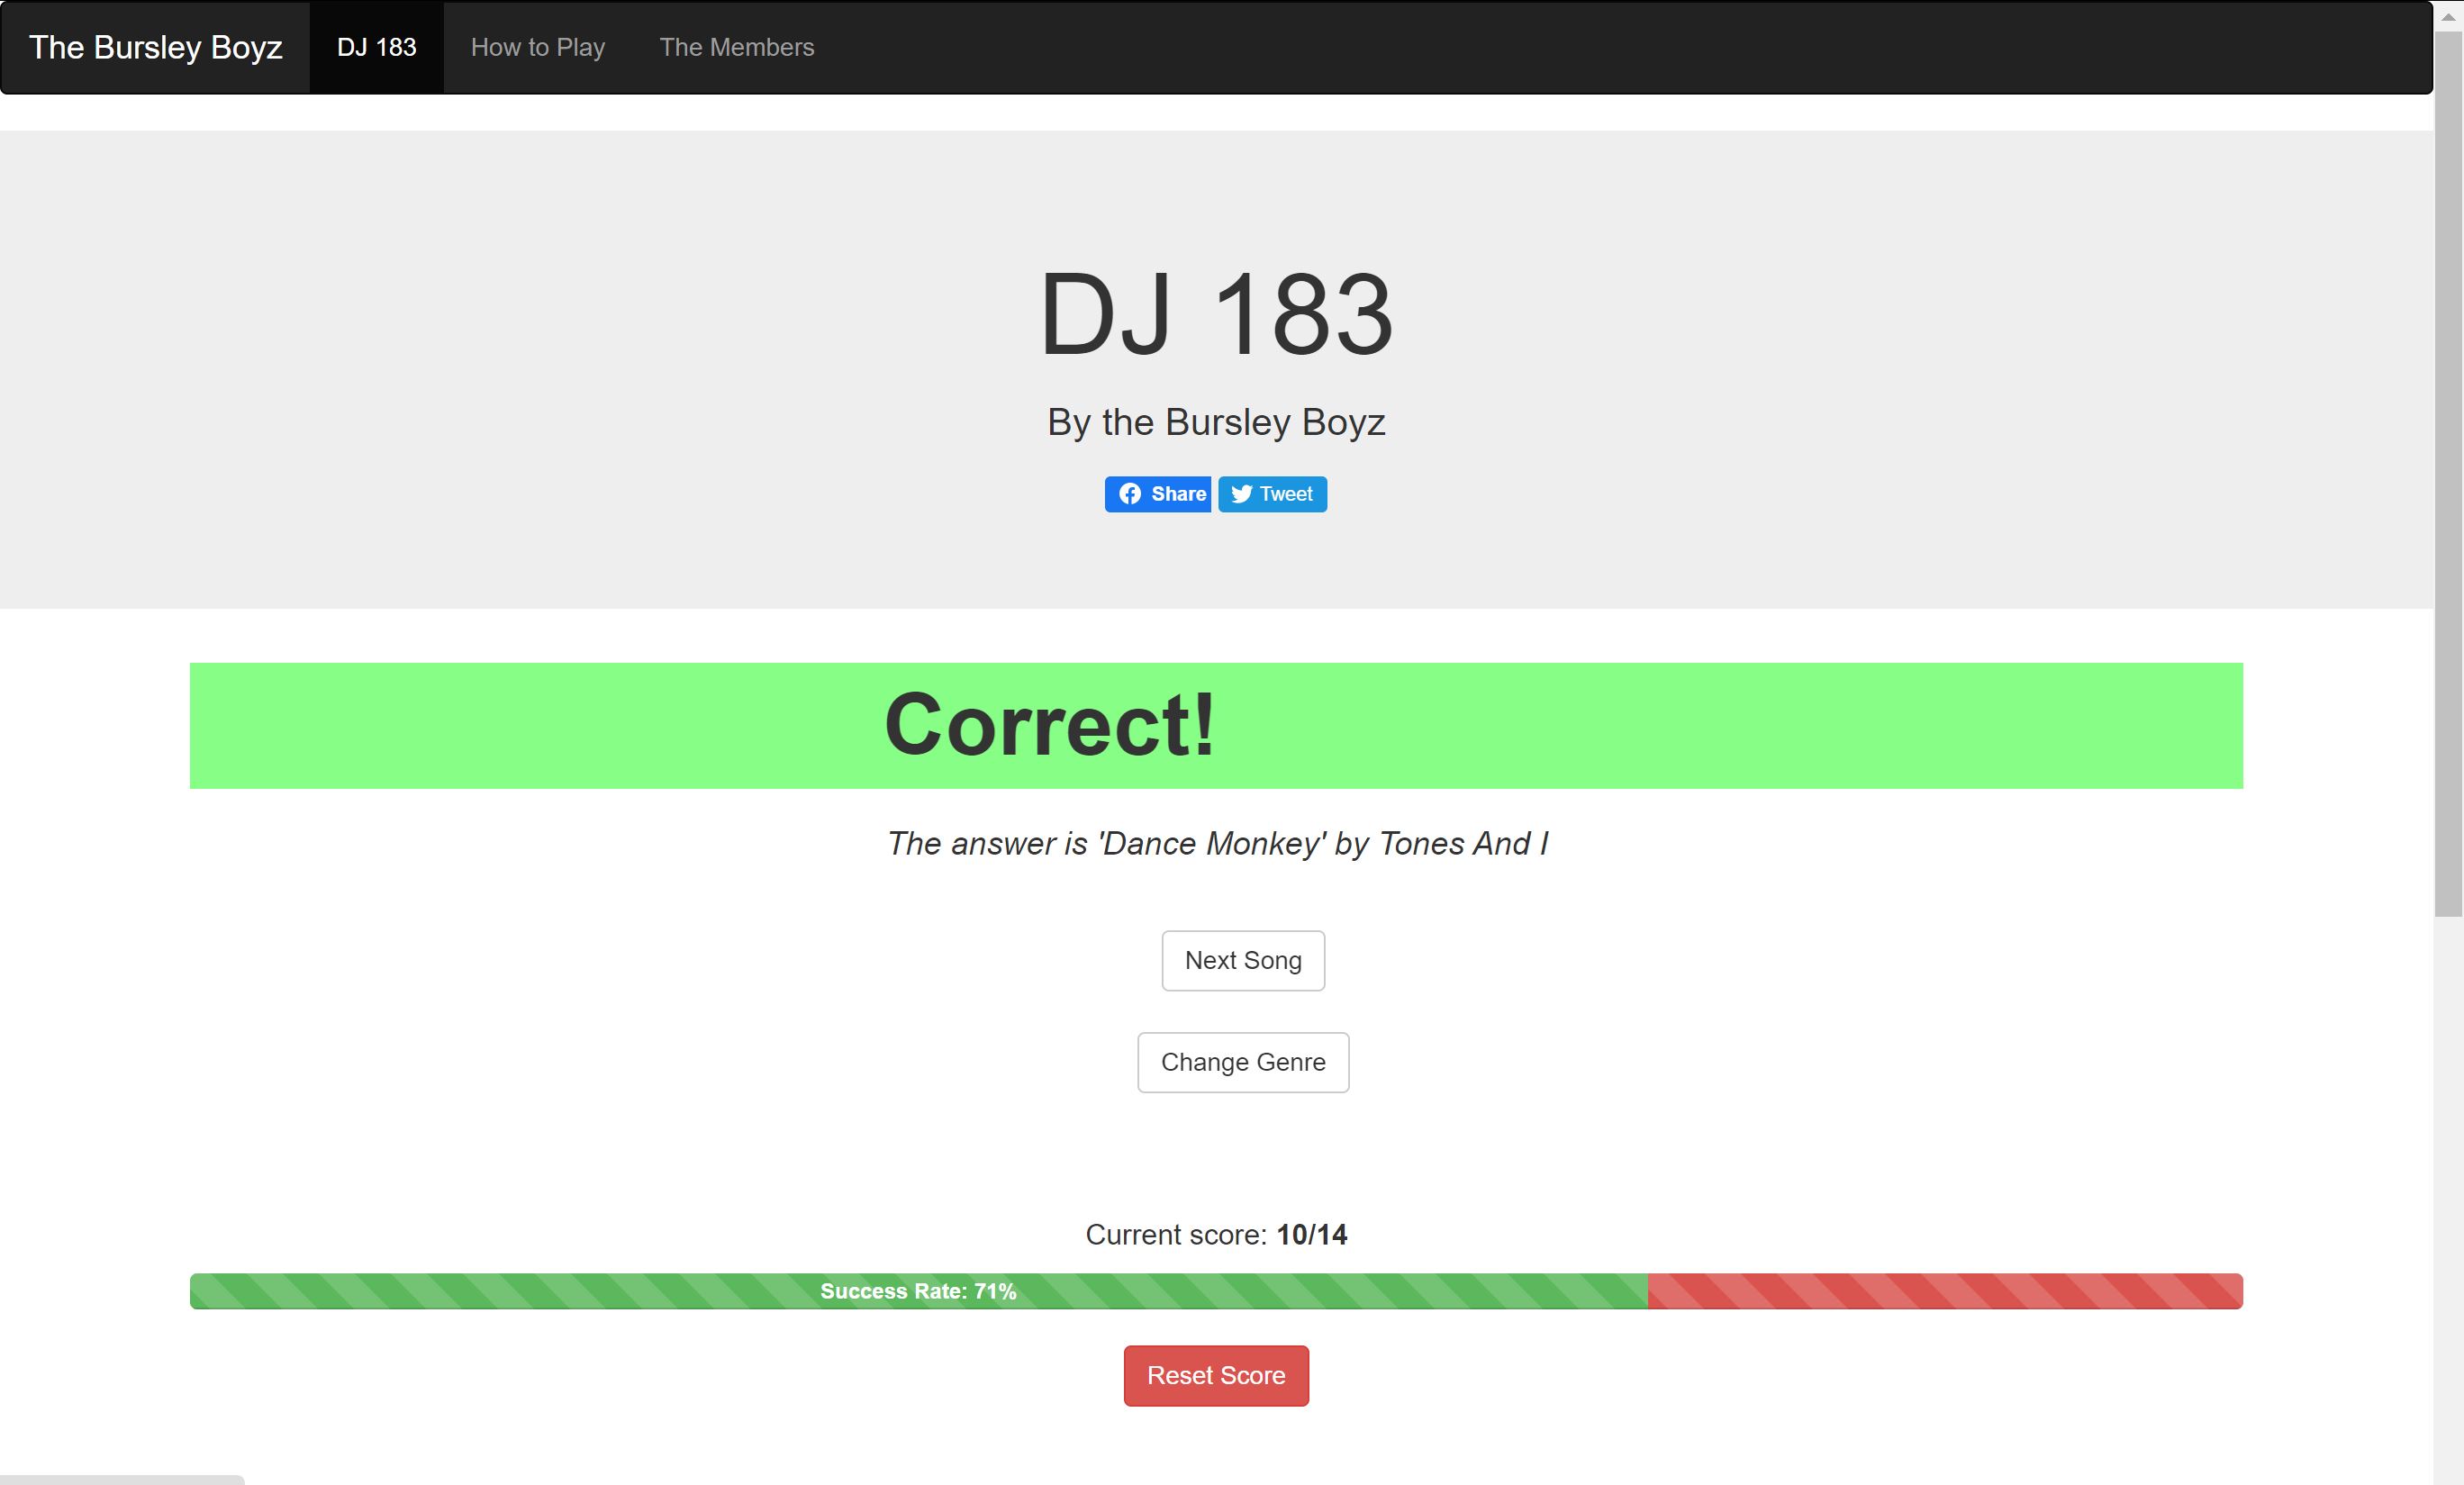 The Bursley Boyz DJ 183 How to Play The Members
DJ 183
By the Bursley Boyz
Share Tweet
Correct!
The answer is 'Dance Monkey' by Tones And I
Next Song
Change Genre
Current score: 10/14
Success Rate: 71%
Reset Score